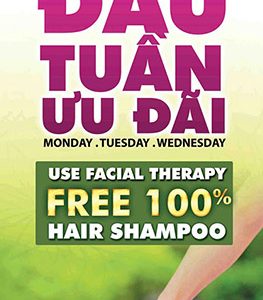 ĐẦU
TUẦN
ƯU ĐÃI
MONDAY . TUESDAY . WEDNESDAY
USE FACIAL THERAPY
FREE 100%
HAIR SHAMPOO